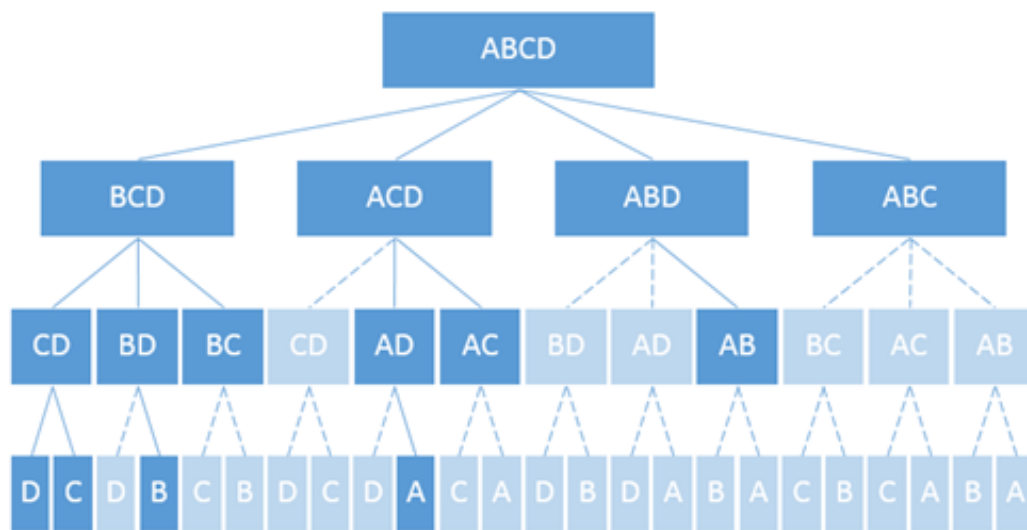 ABCD
BCD ACD ABD ABC
CD BD BC CD AD AC BD AD AB BC AC AB
D C D B C B D C D A C A D B D A B A C B C A B A